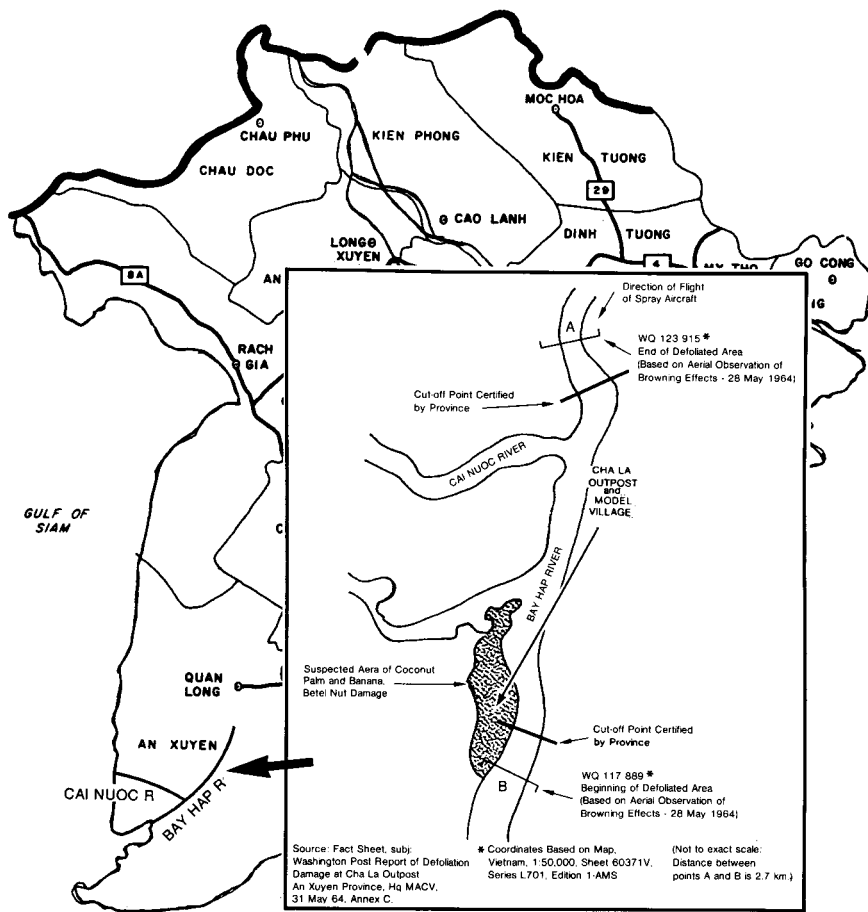 MOC HOA
CHAU PHU
KIEN PHONG
KIEN TUONG
CHAU DOC
29
CAO LANH
LONG
XUYEN
DINH TUONG
8A
AN
4
MY THO
GO CONG
NG
RACH
GIA
GULF OF
SIAM
C
QUAN
LONG
AN XUYEN
CAI NUOC R
BAY HAP R
Direction of Flight
of Spray Aircraft
A
WQ 123 915*
End of Defoliated Area
(Based on Aerial Observation of
Browning Effects - 28 May 1964)
Cut-off Point Certified
by Province
CAI NUOC RIVER
CHA LA
OUTPOST
and
MODEL
VILLAGE
BAY HAP RIVER
Suspected Aera of Coconut
Palm and Banana,
Betel Nut Damage
Cut-off Point Certified
by Province
B
WQ 117 889*
Beginning of Defoliated Area
(Based on Aerial Observation of
Browning Effects - 28 May 1964)
Source: Fact Sheet, subj:
Washington Post Report of Defoliation
Damage at Cha La Outpost
An Xuyen Province, Hq MACV,
31 May 64, Annex C.
* Coordinates Based on Map,
Vietnam, 1:50,000, Sheet 60371V,
Series L701, Edition 1-AMS
(Not to exact scale:
Distance between
points A and B is 2.7 km.)